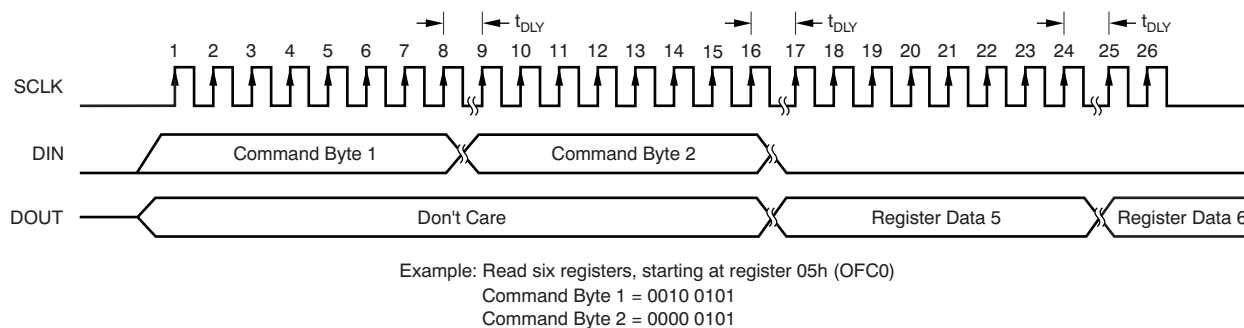 t_DLY t_DLY t_DLY
1 2 3 4 5 6 7 8 9 10 11 12 13 14 15 16 17 18 19 20 21 22 23 24 25 26
SCLK
DIN Command Byte 1 Command Byte 2
DOUT Don't Care Register Data 5 Register Data 6
Example: Read six registers, starting at register 05h (OFC0)
Command Byte 1 = 0010 0101
Command Byte 2 = 0000 0101